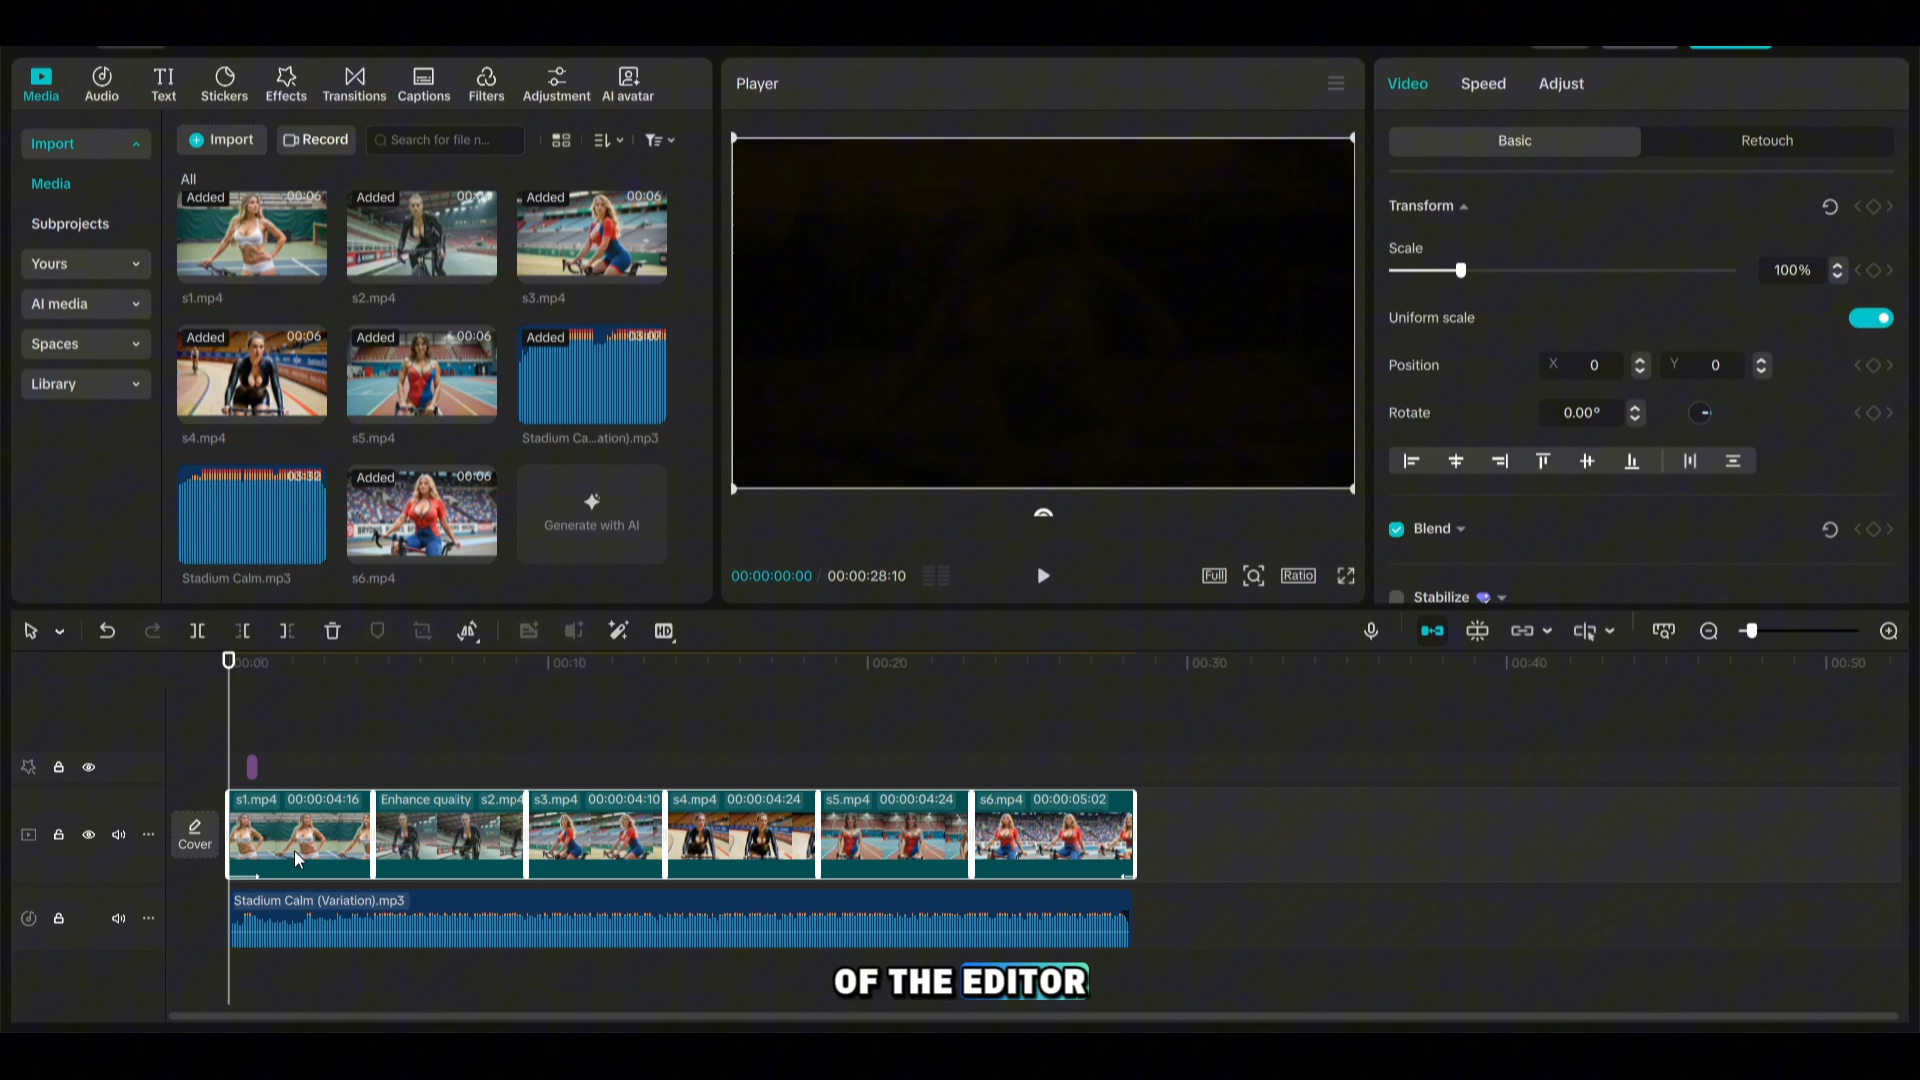 Media Audio Text Stickers Effects Transitions Captions Filters Adjustment AI avatar
Import
Media
Subprojects
Yours
AI media
Spaces
Library
Import Record Search for file n...
All
Added 00:06 Added Added 00:06
s1.mp4 s2.mp4 s3.mp4
Added 00:06 Added 00:06 Added 03:07
s4.mp4 s5.mp4 Stadium Ca...ation).mp3
03:32 Added 00:06 Generate with AI
Stadium Calm.mp3 s6.mp4
Player
00:00:00:00 / 00:00:28:10 Full Ratio
Video Speed Adjust
Basic Retouch
Transform
Scale
100%
Uniform scale
Position X 0 Y 0
Rotate 0.00°
Blend
Stabilize
HD
00:00 00:10 00:20 00:30 00:40 00:50
Cover
s1.mp4 00:00:04:16 Enhance quality s2.mp4 s3.mp4 00:00:04:10 s4.mp4 00:00:04:24 s5.mp4 00:00:04:24 s6.mp4 00:00:05:02
Stadium Calm (Variation).mp3
OF THE EDITOR